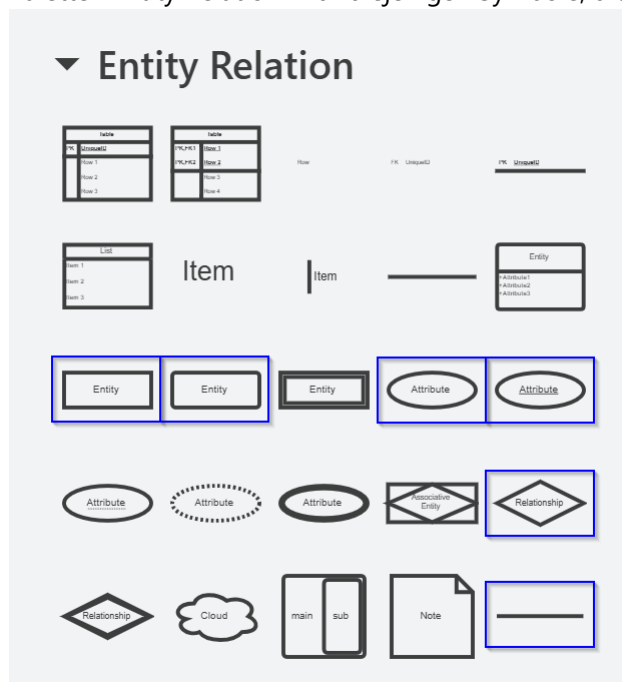 Entity Relation
Table
PK UniqueID
Row 1
Row 2
Row 3
Table
PK,FK1 Row 1
PK,FK2 Row 2
Row 3
Row 4
Row
FK UniqueID
PK UniqueID
List
Item 1
Item 2
Item 3
Item
Item
Entity
+Attribute1
+Attribute2
+Attribute3
Entity
Entity
Entity
Attribute
Attribute
Attribute
Attribute
Attribute
Associative
Entity
Relationship
Relationship
Cloud
main
sub
Note